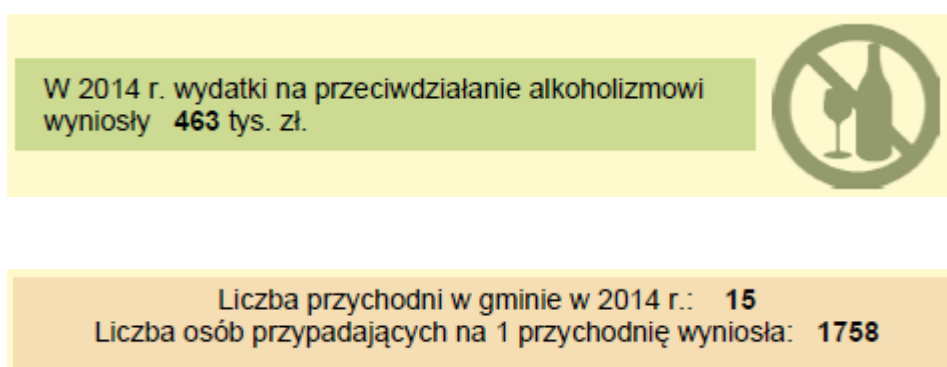 W 2014 r. wydatki na przeciwdziałanie alkoholizmowi
wyniosły 463 tys. zł.
Liczba przychodni w gminie w 2014 r.: 15
Liczba osób przypadających na 1 przychodnię wyniosła: 1758